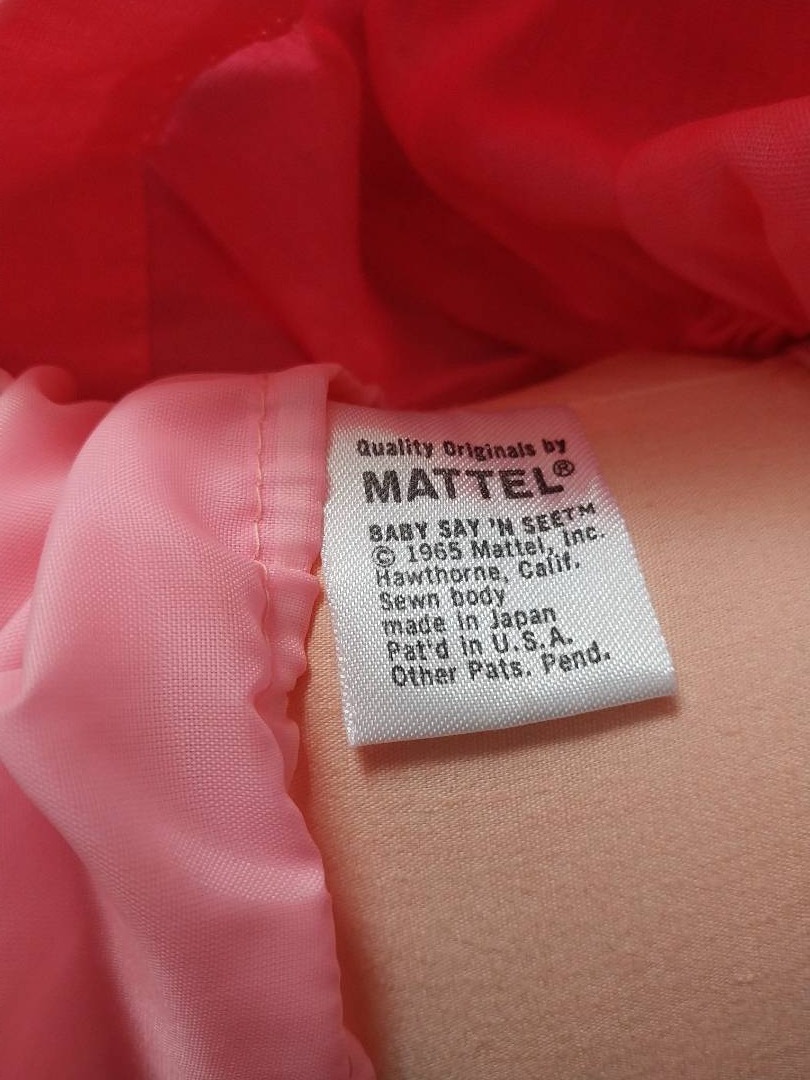 Quality Originals by
MATTEL®
BABY SAY 'N SEE™
© 1965 Mattel, Inc.
Hawthorne, Calif.
Sewn body
made in Japan
Pat'd in U.S.A.
Other Pats. Pend.